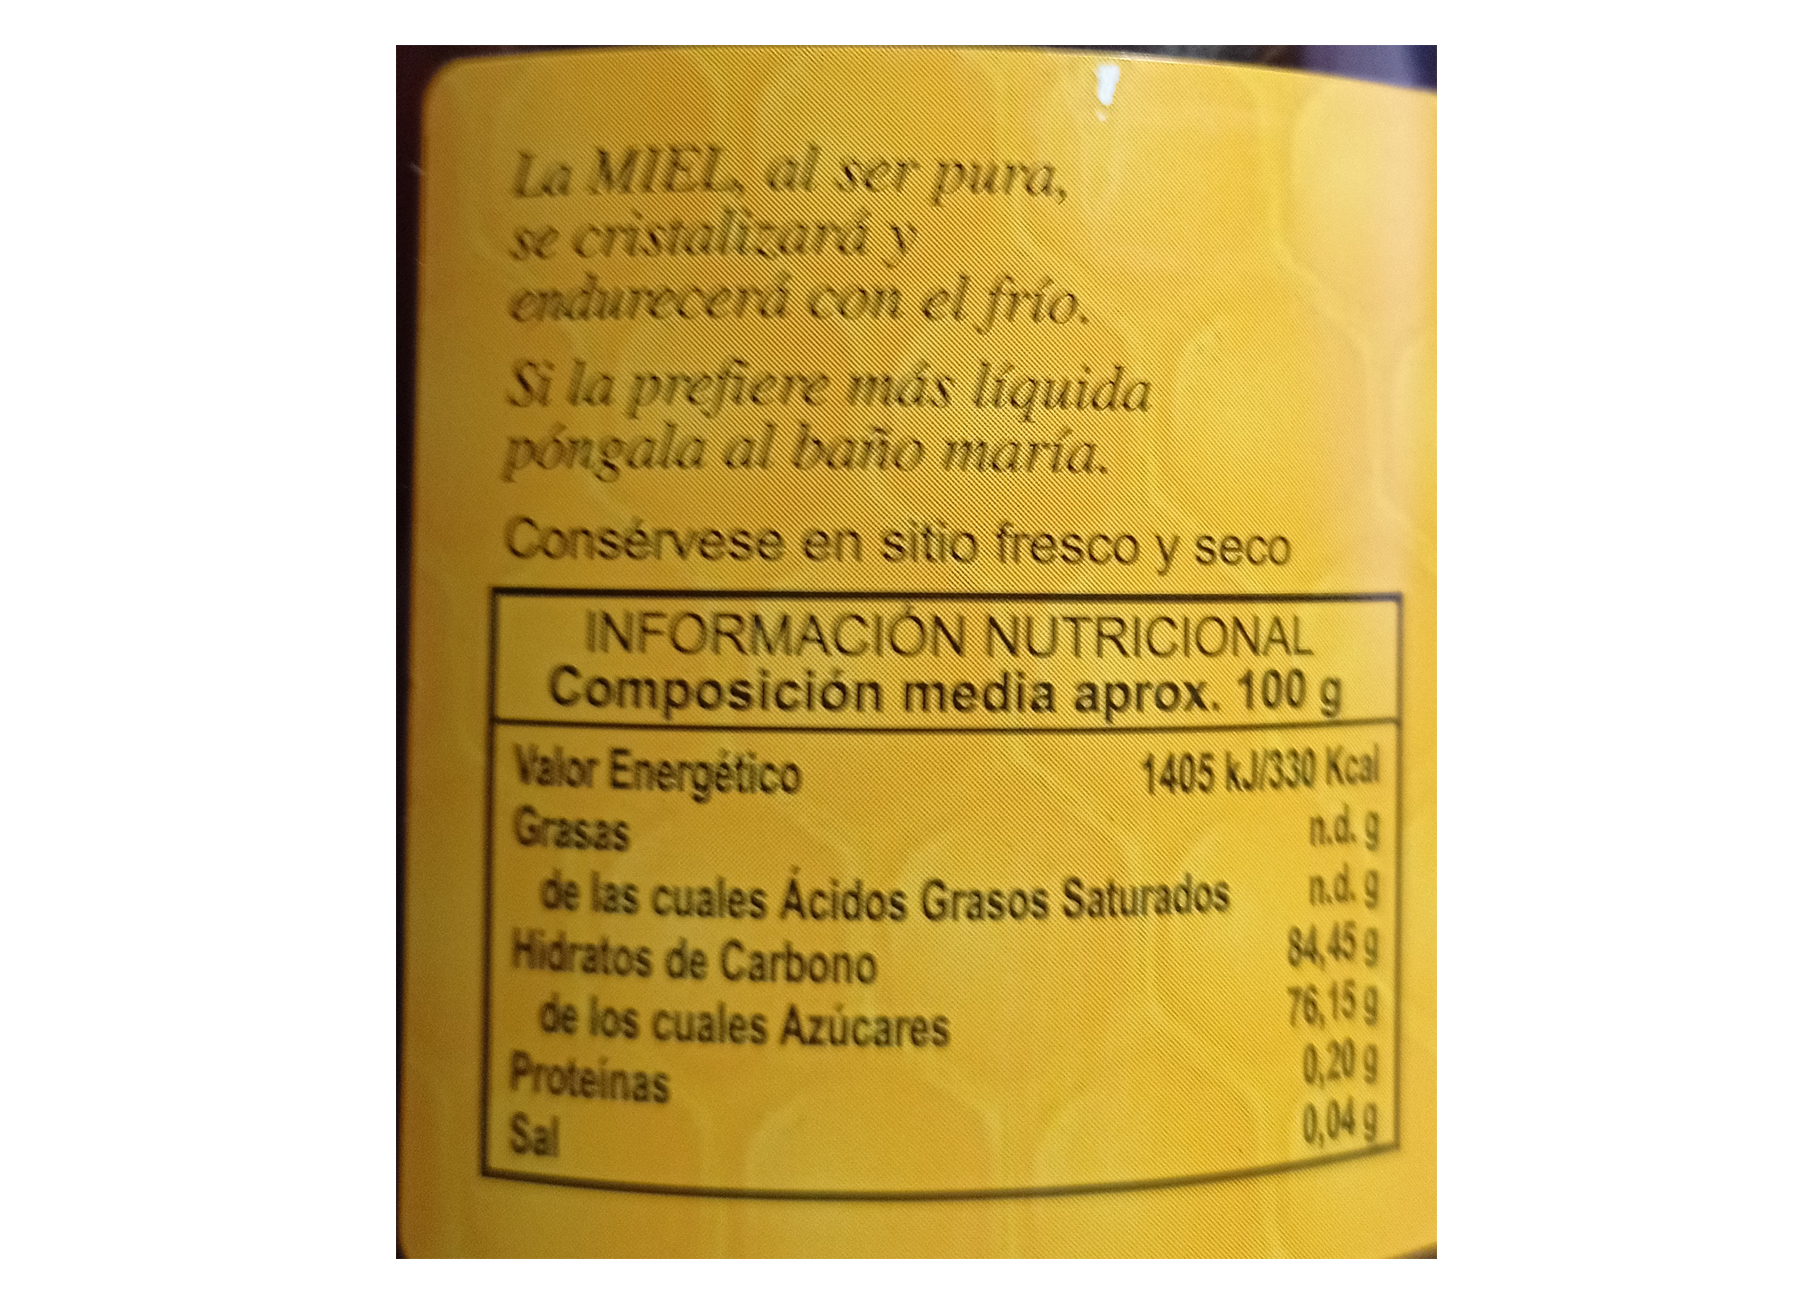 La MIEL, al ser pura,
se cristalizará y
endurecerá con el frío.
Si la prefiere más líquida
póngala al baño maría.
Consérvese en sitio fresco y seco
INFORMACIÓN NUTRICIONAL
Composición media aprox. 100 g
Valor Energético 1405 kJ/330 Kcal
Grasas n.d. g
de las cuales Ácidos Grasos Saturados n.d. g
Hidratos de Carbono 84,45 g
de los cuales Azúcares 76,15 g
Proteínas 0,20 g
Sal 0,04 g